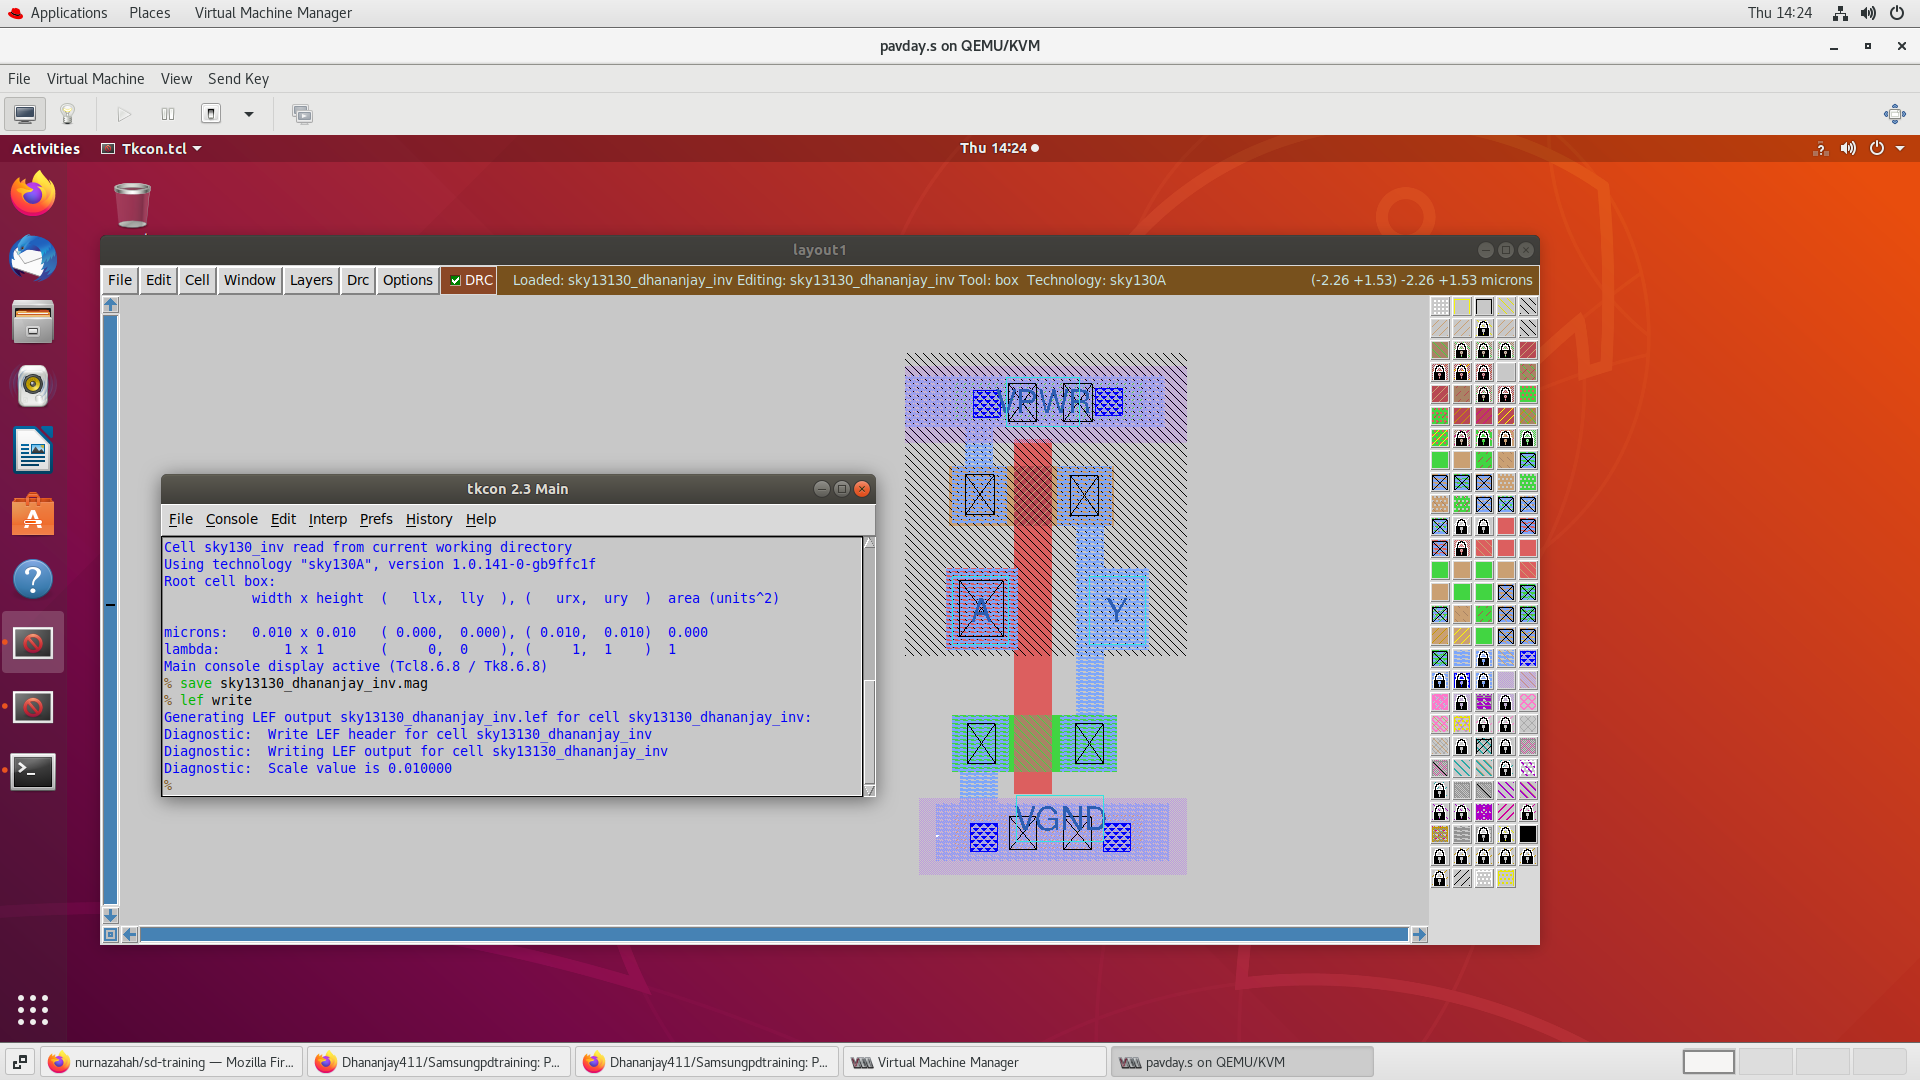 Applications Places Virtual Machine Manager Thu 14:24
pavday.s on QEMU/KVM
File Virtual Machine View Send Key
Activities Tkcon.tcl Thu 14:24
layout1
File Edit Cell Window Layers Drc Options DRC Loaded: sky13130_dhananjay_inv Editing: sky13130_dhananjay_inv Tool: box Technology: sky130A (-2.26 +1.53) -2.26 +1.53 microns
VPWR
A
Y
VGND
tkcon 2.3 Main
File Console Edit Interp Prefs History Help
Cell sky130_inv read from current working directory
Using technology "sky130A", version 1.0.141-0-gb9ffc1f
Root cell box:
width x height ( llx, lly ), ( urx, ury ) area (units^2)
microns: 0.010 x 0.010 ( 0.000, 0.000), ( 0.010, 0.010) 0.000
lambda: 1 x 1 ( 0, 0 ), ( 1, 1 ) 1
Main console display active (Tcl8.6.8 / Tk8.6.8)
% save sky13130_dhananjay_inv.mag
% lef write
Generating LEF output sky13130_dhananjay_inv.lef for cell sky13130_dhananjay_inv:
Diagnostic: Write LEF header for cell sky13130_dhananjay_inv
Diagnostic: Writing LEF output for cell sky13130_dhananjay_inv
Diagnostic: Scale value is 0.010000
%
nurnazahah/sd-training — Mozilla Fir... Dhananjay411/Samsungpdtraining: P... Dhananjay411/Samsungpdtraining: P... Virtual Machine Manager pavday.s on QEMU/KVM